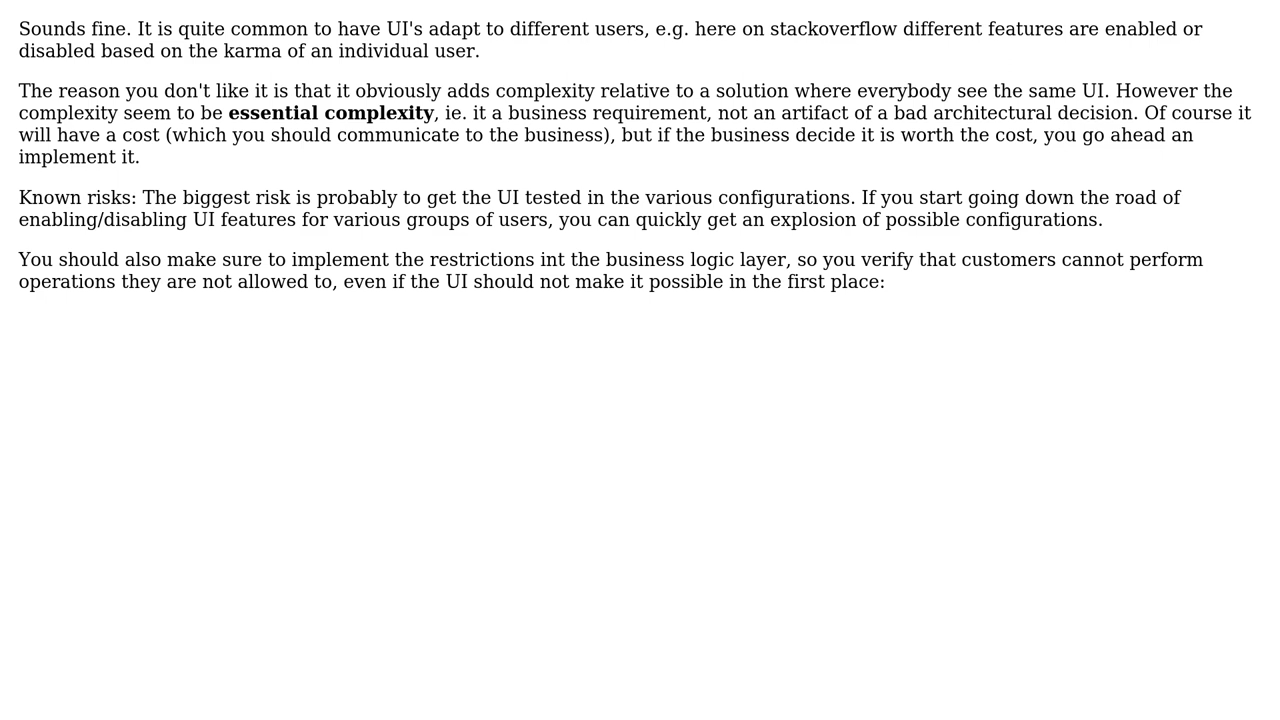 Sounds fine. It is quite common to have UI's adapt to different users, e.g. here on stackoverflow different features are enabled or
disabled based on the karma of an individual user.
The reason you don't like it is that it obviously adds complexity relative to a solution where everybody see the same UI. However the
complexity seem to be essential complexity, ie. it a business requirement, not an artifact of a bad architectural decision. Of course it
will have a cost (which you should communicate to the business), but if the business decide it is worth the cost, you go ahead an
implement it.
Known risks: The biggest risk is probably to get the UI tested in the various configurations. If you start going down the road of
enabling/disabling UI features for various groups of users, you can quickly get an explosion of possible configurations.
You should also make sure to implement the restrictions int the business logic layer, so you verify that customers cannot perform
operations they are not allowed to, even if the UI should not make it possible in the first place: